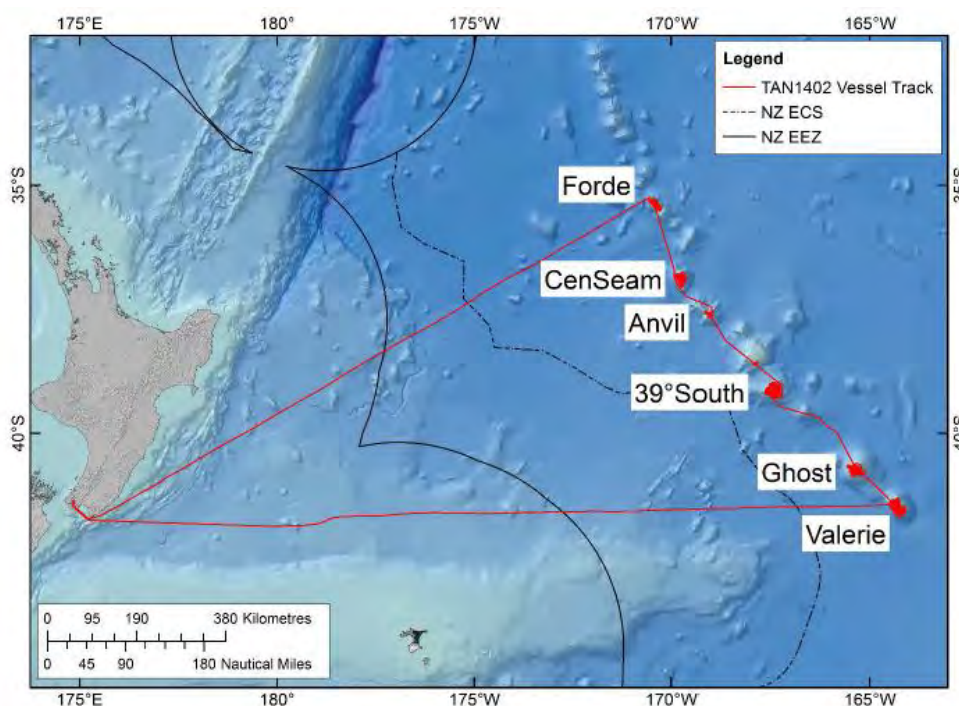 175°E 180° 175°W 170°W 165°W
Legend
TAN1402 Vessel Track
NZ ECS
NZ EEZ
35°S 35°S
Forde
CenSeam
Anvil
39°South
40°S 40°S
Ghost
Valerie
0 95 190 380 Kilometres
0 45 90 180 Nautical Miles
175°E 180° 175°W 170°W 165°W